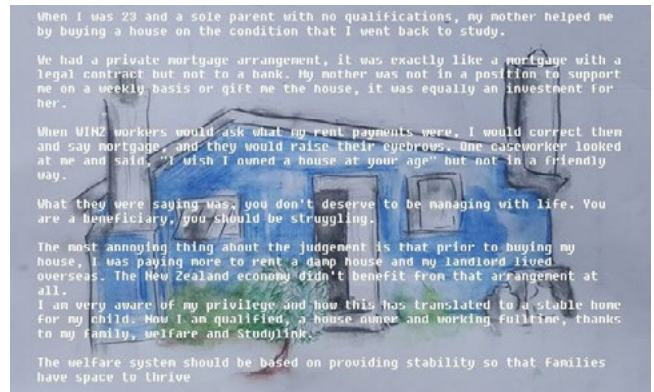 When I was 23 and a sole parent with no qualifications, my mother helped me
by buying a house on the condition that I went back to study.
We had a private mortgage arrangement, it was exactly like a mortgage with a
legal contract but not to a bank. My mother was not in a position to support
me on a weekly basis or gift me the house, it was equally an investment for
her.
When WINZ workers would ask what my rent payments were, I would correct them
and say mortgage, and they would raise their eyebrows. One caseworker looked
at me and said, "I wish I owned a house at your age" but not in a friendly
way.
What they were saying was, you don't deserve to be managing with life. You
are a beneficiary, you should be struggling.
The most annoying thing about the judgement is that prior to buying my
house, I was paying more to rent a damp house and my landlord lived
overseas. The New Zealand economy didn't benefit from that arrangement at
all.
I am very aware of my privilege and how this has translated to a stable home
for my child. Now I am qualified, a house owner and working fulltime, thanks
to my family, welfare and Studylink.
The welfare system should be based on providing stability so that families
have space to thrive